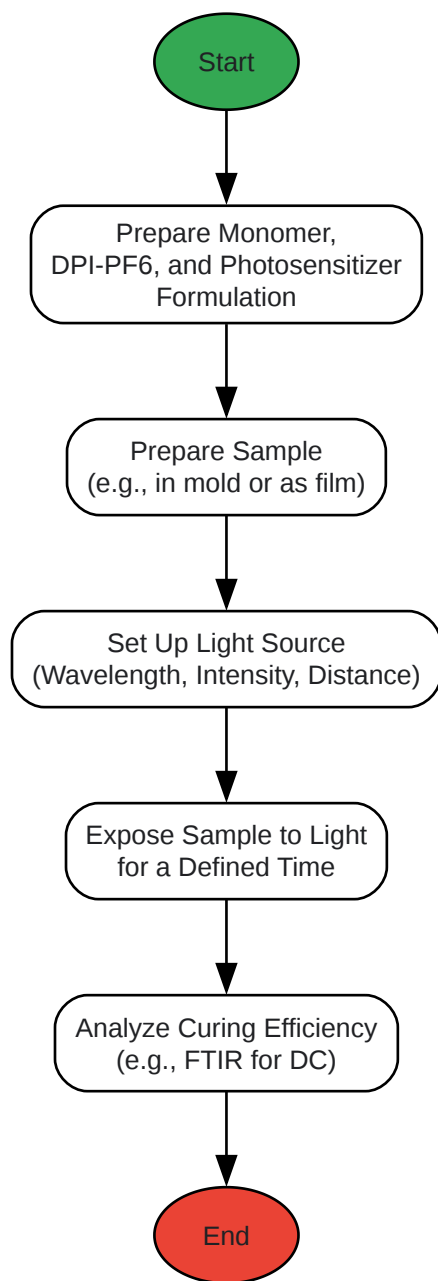 Start
Prepare Monomer,
DPI-PF6, and Photosensitizer
Formulation
Prepare Sample
(e.g., in mold or as film)
Set Up Light Source
(Wavelength, Intensity, Distance)
Expose Sample to Light
for a Defined Time
Analyze Curing Efficiency
(e.g., FTIR for DC)
End